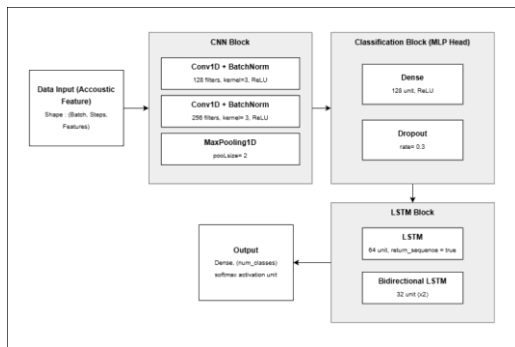 CNN Block
Conv1D + BatchNorm
128 filters, kernel=3, ReLU
Conv1D + BatchNorm
256 filters, kernel= 3, ReLU
MaxPooling1D
pool_size= 2
Data Input (Accoustic
Feature)
Shape : (Batch, Steps,
Features)
Classification Block (MLP Head)
Dense
128 unit, ReLU
Dropout
rate= 0.3
LSTM Block
LSTM
64 unit, return_sequence = true
Bidirectional LSTM
32 unit (x2)
Output
Dense, (num_classes)
softmax activation unit